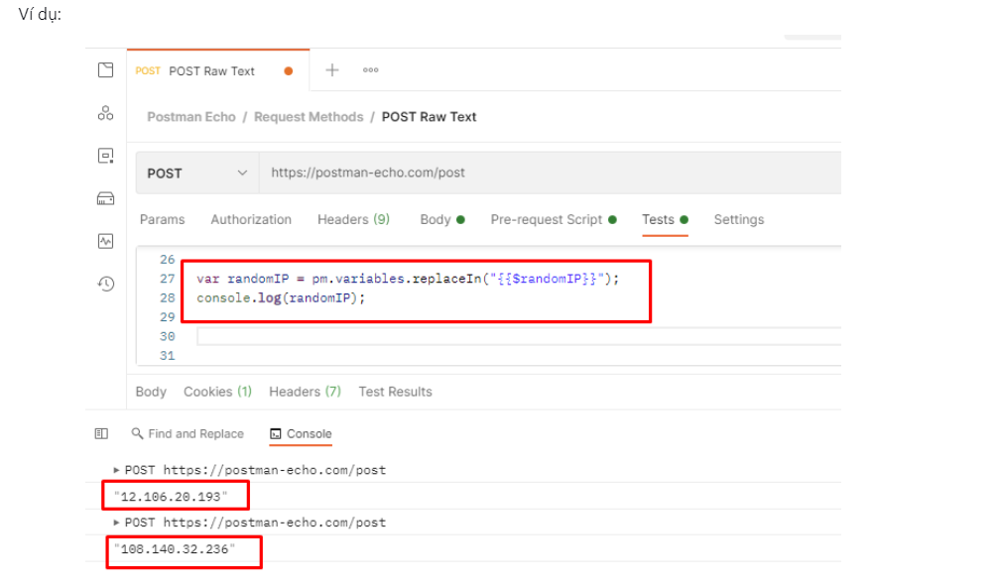 Ví dụ:
POST POST Raw Text
Postman Echo / Request Methods / POST Raw Text
POST https://postman-echo.com/post
Params Authorization Headers (9) Body Pre-request Script Tests Settings
26
27 var randomIP = pm.variables.replaceIn("{{$randomIP}}");
28 console.log(randomIP);
29
30
31
Body Cookies (1) Headers (7) Test Results
Find and Replace Console
POST https://postman-echo.com/post
"12.106.20.193"
POST https://postman-echo.com/post
"108.140.32.236"